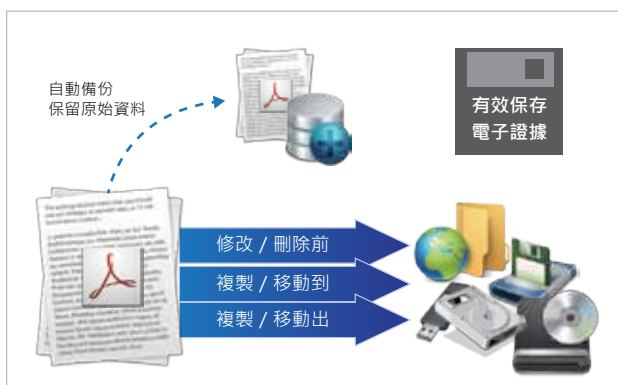 自動備份
保留原始資料
有效保存
電子證據
修改 / 刪除前
複製 / 移動到
複製 / 移動出